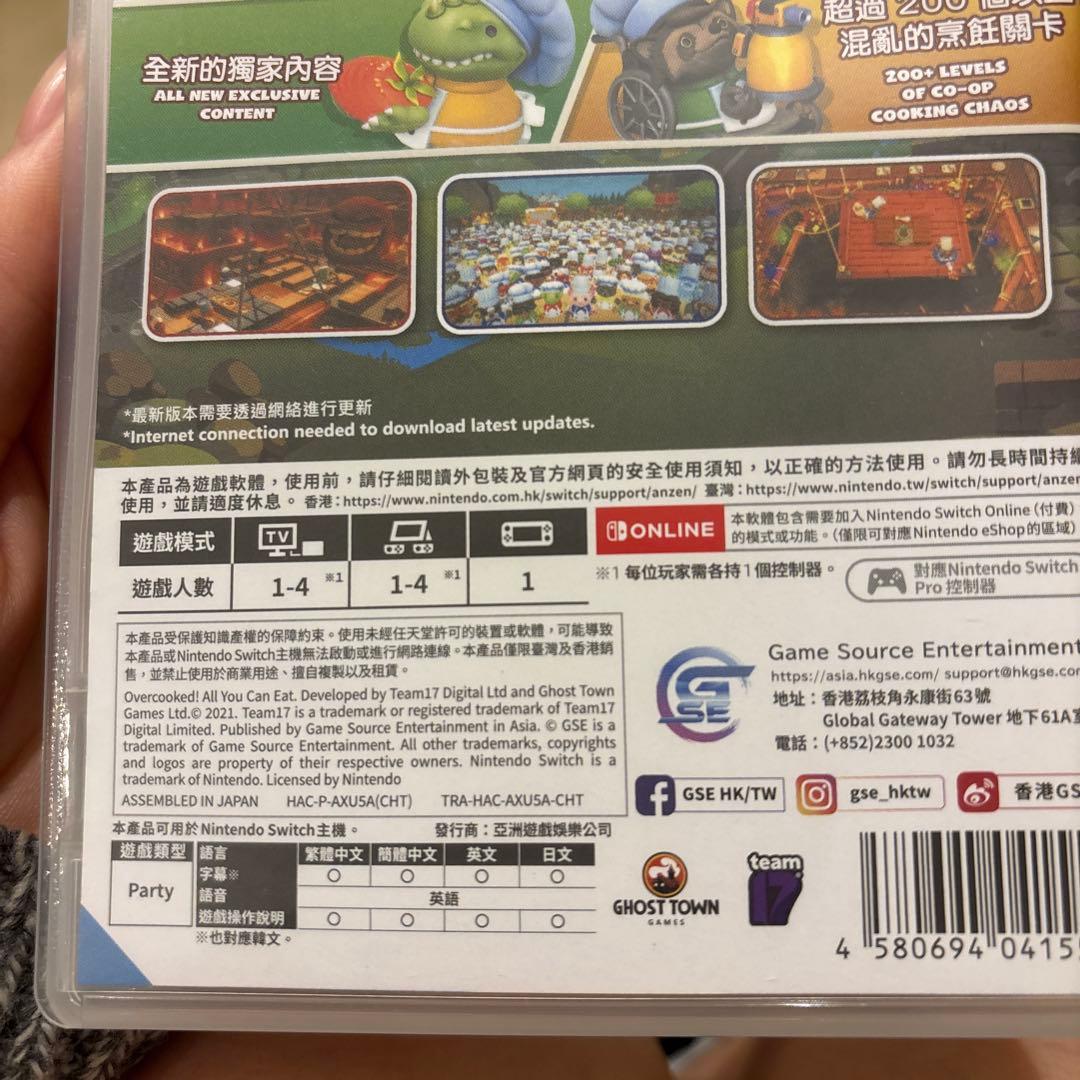 全新的獨家內容
ALL NEW EXCLUSIVE
CONTENT
超過 200
混亂的烹飪關卡
200+ LEVELS
OF CO-OP
COOKING CHAOS
*最新版本需要透過網絡進行更新
*Internet connection needed to download latest updates.
本產品為遊戲軟體，使用前，請仔細閱讀外包裝及官方網頁的安全使用須知，以正確的方法使用。請勿長時間持續
使用，並請適度休息。 香港：https://www.nintendo.com.hk/switch/support/anzen/ 臺灣：https://www.nintendo.tw/switch/support/anzen
遊戲模式 TV
遊戲人數 1-4 ※1 1-4 ※1 1
ONLINE
本軟體包含需要加入Nintendo Switch Online（付費）
的模式或功能。（僅限可對應Nintendo eShop的區域）
※1 每位玩家需各持1個控制器。
對應Nintendo Switch
Pro 控制器
本產品受保護知識產權的保障約束。使用未經任天堂許可的裝置或軟體，可能導致
本產品或Nintendo Switch主機無法啟動或進行網路連線。本產品僅限臺灣及香港銷
售，並禁止使用於商業用途、擅自複製以及租賃。
Overcooked! All You Can Eat. Developed by Team17 Digital Ltd and Ghost Town
Games Ltd.© 2021. Team17 is a trademark or registered trademark of Team17
Digital Limited. Published by Game Source Entertainment in Asia. © GSE is a
trademark of Game Source Entertainment. All other trademarks, copyrights
and logos are property of their respective owners. Nintendo Switch is a
trademark of Nintendo. Licensed by Nintendo
ASSEMBLED IN JAPAN HAC-P-AXU5A(CHT) TRA-HAC-AXU5A-CHT
GSE
Game Source Entertainment
https://asia.hkgse.com/ support@hkgse.com
地址：香港荔枝角永康街63號
Global Gateway Tower 地下61A室
電話：(+852)2300 1032
GSE HK/TW
gse_hktw
香港GS
本產品可用於Nintendo Switch主機。 發行商：亞洲遊戲娛樂公司
遊戲類型
Party
語言 繁體中文 簡體中文 英文 日文
字幕※ ○ ○ ○ ○
語音 英語
遊戲操作說明 ○ ○ ○ ○
※也對應韓文。
GHOST TOWN
GAMES
team
17
4 580694 0415